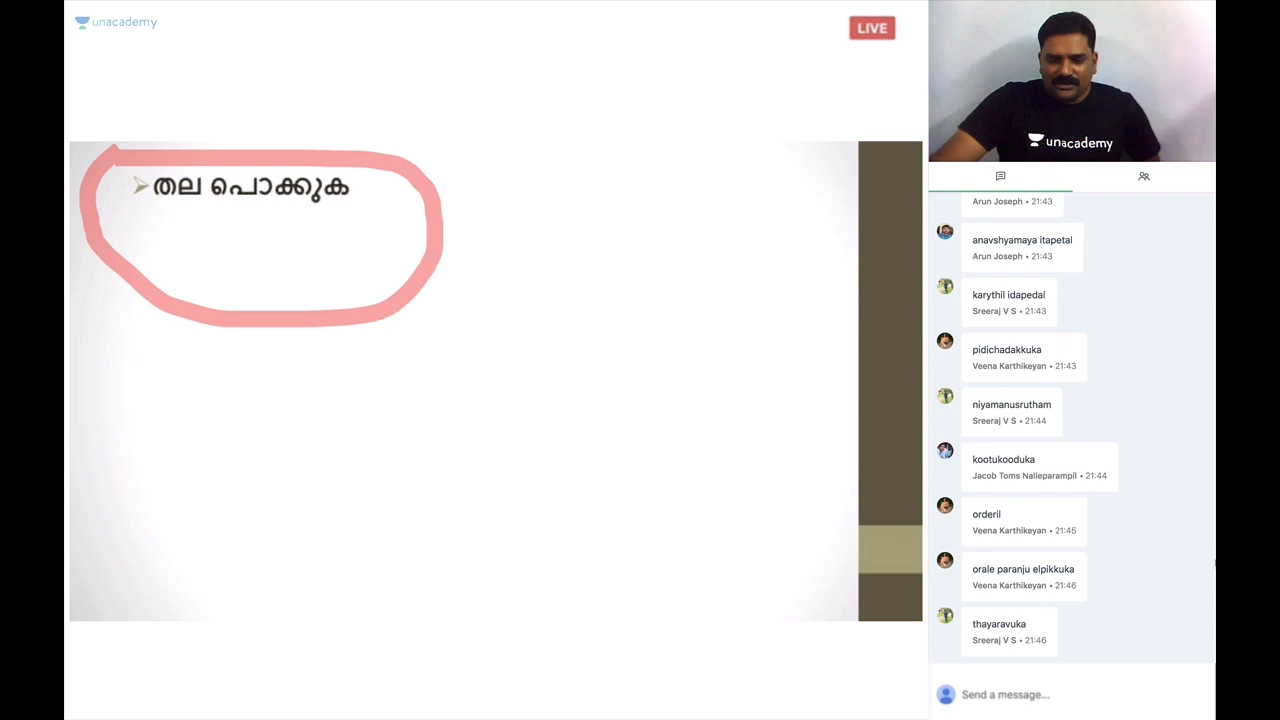 unacademy
LIVE
തല പൊക്കുക
unacademy
Arun Joseph • 21:43
anavshyamaya itapetal
Arun Joseph • 21:43
karythil idapedal
Sreeraj V S • 21:43
pidichadakkuka
Veena Karthikeyan • 21:43
niyamanusrutham
Sreeraj V S • 21:44
kootukooduka
Jacob Toms Nalleparampil • 21:44
orderil
Veena Karthikeyan • 21:45
orale paranju elpikkuka
Veena Karthikeyan • 21:46
thayaravuka
Sreeraj V S • 21:46
Send a message...